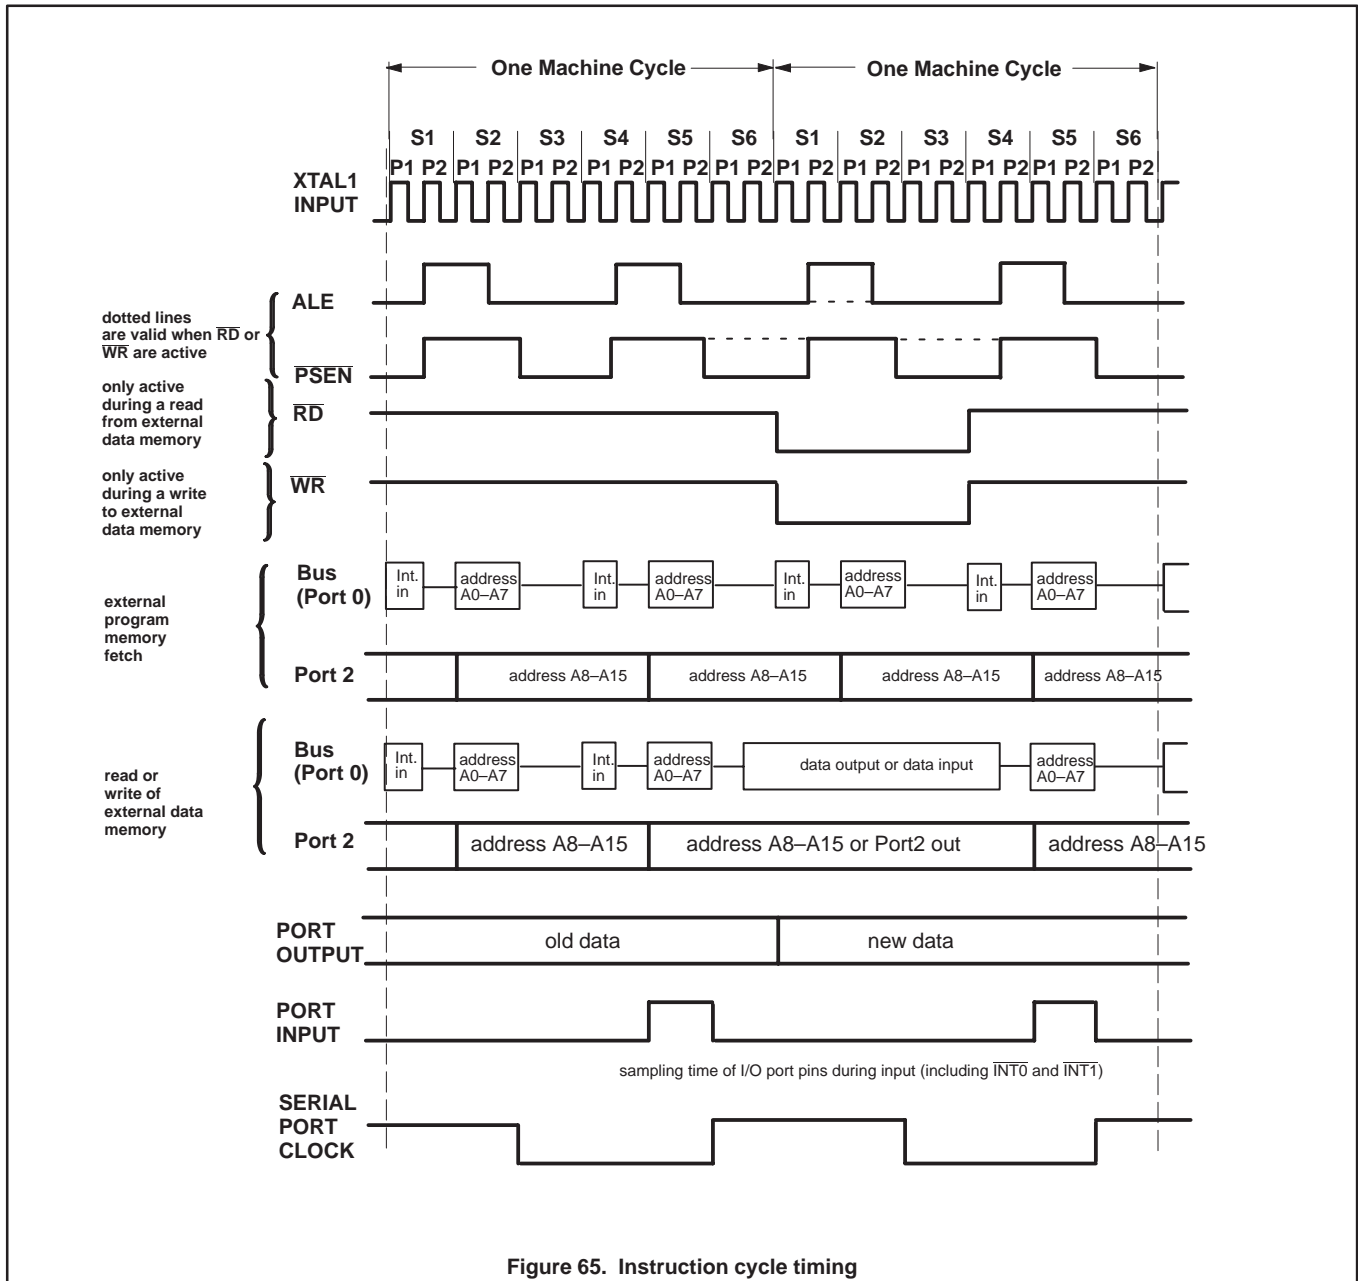 One Machine Cycle One Machine Cycle
S1 S2 S3 S4 S5 S6 S1 S2 S3 S4 S5 S6
P1 P2 P1 P2 P1 P2 P1 P2 P1 P2 P1 P2 P1 P2 P1 P2 P1 P2 P1 P2 P1 P2 P1 P2
XTAL1
INPUT
ALE
dotted lines
are valid when R̅D̅ or
W̅R̅ are active
P̅S̅E̅N̅
only active
during a read
from external
data memory
R̅D̅
only active
during a write
to external
data memory
W̅R̅
external
program
memory
fetch
Bus
(Port 0)
Int.
in
address
A0–A7
Int.
in
address
A0–A7
Int.
in
address
A0–A7
Int.
in
address
A0–A7
Port 2
address A8–A15 address A8–A15 address A8–A15 address A8–A15
read or
write of
external data
memory
Bus
(Port 0)
Int.
in
address
A0–A7
Int.
in
address
A0–A7
data output or data input
address
A0–A7
Port 2
address A8–A15 address A8–A15 or Port2 out address A8–A15
PORT
OUTPUT
old data new data
PORT
INPUT
sampling time of I/O port pins during input (including I̅N̅T̅0̅ and I̅N̅T̅1̅)
SERIAL
PORT
CLOCK
Figure 65. Instruction cycle timing